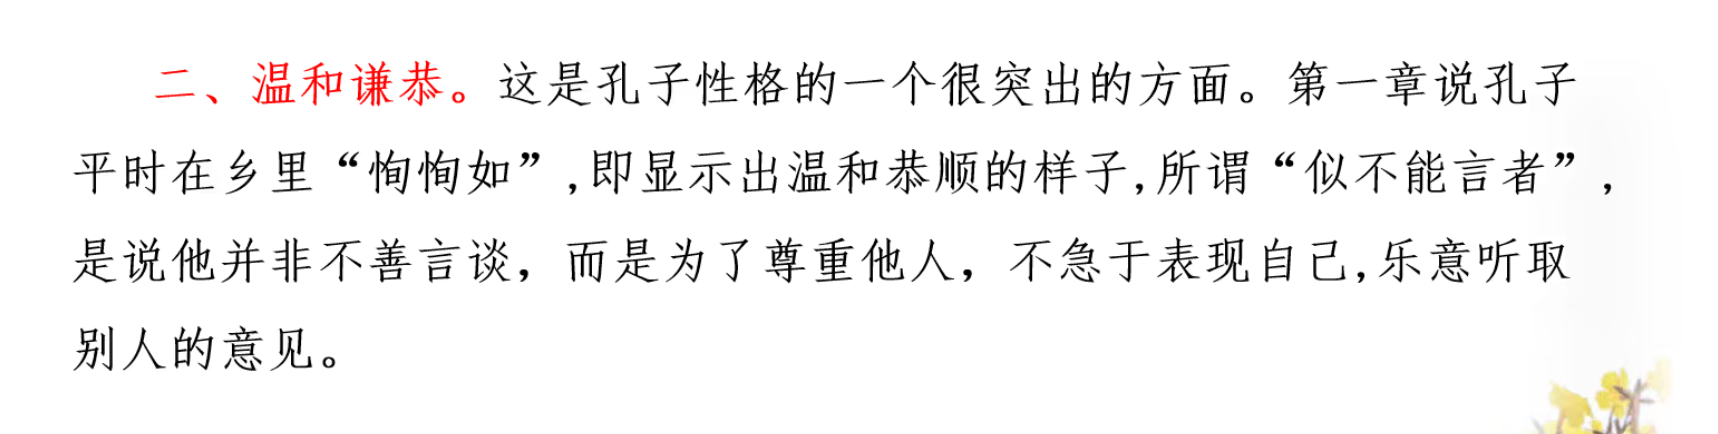 二、温和谦恭。这是孔子性格的一个很突出的方面。第一章说孔子
平时在乡里“恂恂如”,即显示出温和恭顺的样子,所谓“似不能言者”,
是说他并非不善言谈，而是为了尊重他人，不急于表现自己,乐意听取
别人的意见。